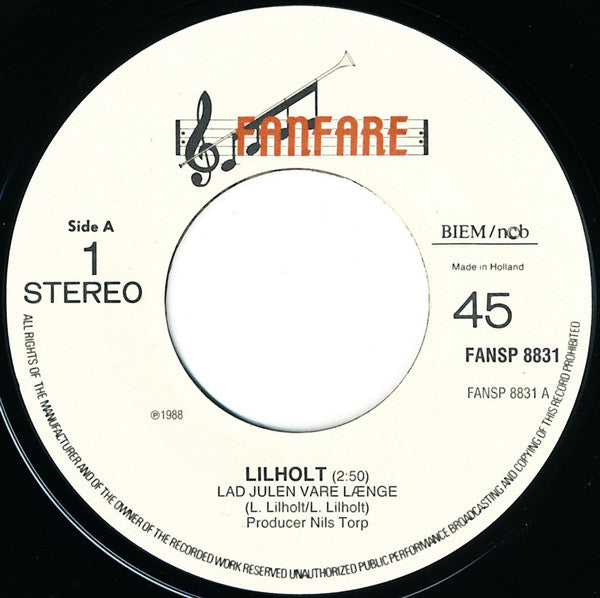 FANFARE
Side A
1
STEREO
BIEM/n©b
Made in Holland
45
FANSP 8831
FANSP 8831 A
℗1988
LILHOLT (2:50)
LAD JULEN VARE LÆNGE
(L. Lilholt/L. Lilholt)
Producer Nils Torp
ALL RIGHTS OF THE MANUFACTURER AND OF THE OWNER OF THE RECORDED WORK RESERVED UNAUTHORIZED PUBLIC PERFORMANCE BROADCASTING AND COPYING OF THIS RECORD PROHIBITED